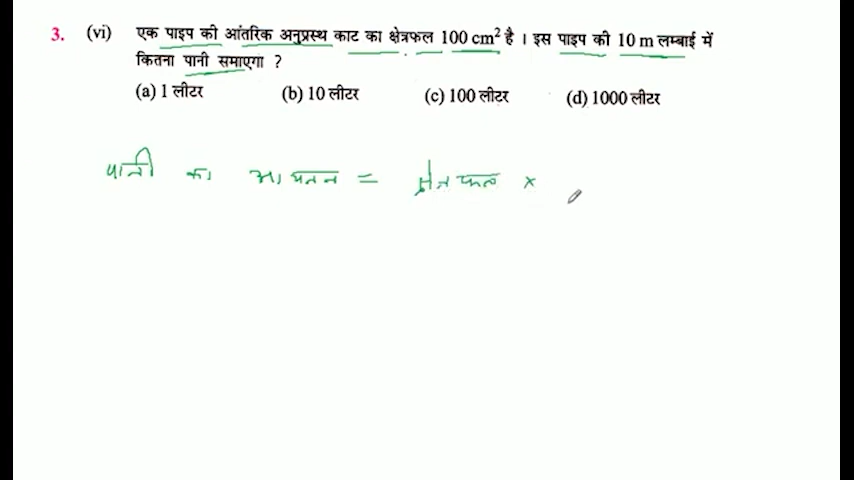 3. (vi) एक पाइप की आंतरिक अनुप्रस्थ काट का क्षेत्रफल 100 cm² है । इस पाइप की 10 m लम्बाई में
कितना पानी समाएगा ?
(a) 1 लीटर (b) 10 लीटर (c) 100 लीटर (d) 1000 लीटर
पानी का आयतन = क्षेत्रफल ×